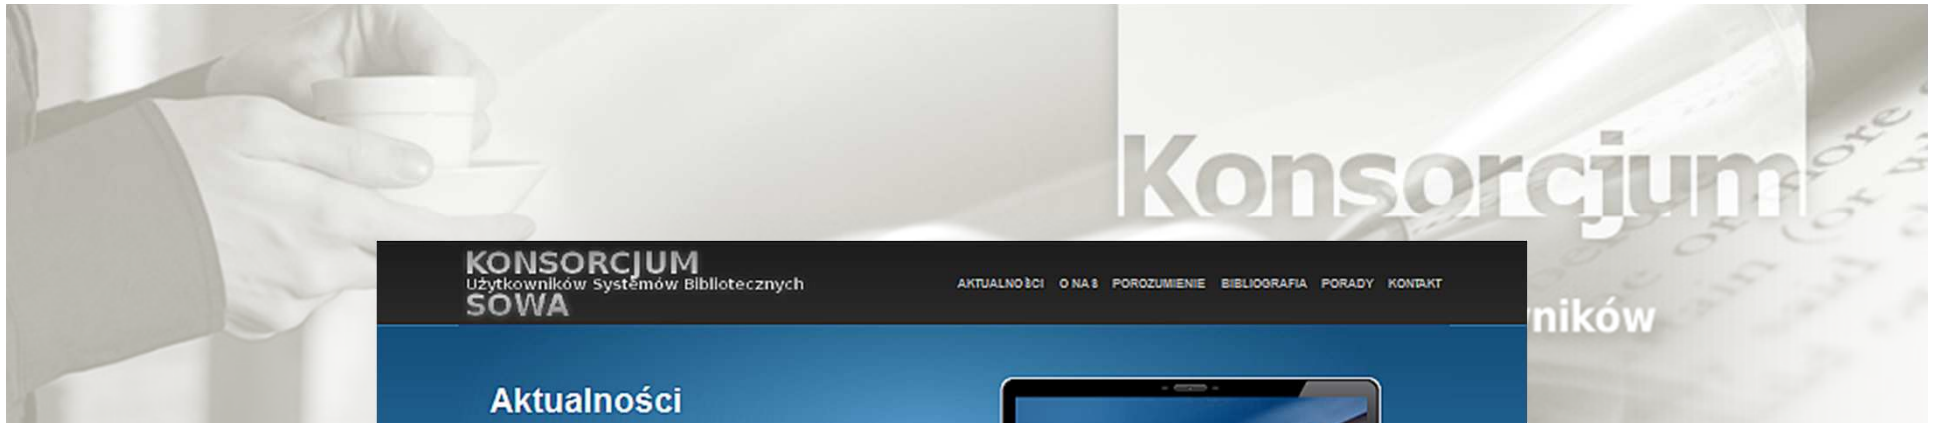 Konsorcjum
KONSORCJUM
Użytkowników Systemów Bibliotecznych
SOWA
AKTUALNOŚCI O NAS POROZUMIENIE BIBLIOGRAFIA PORADY KONTAKT
ników
Aktualności